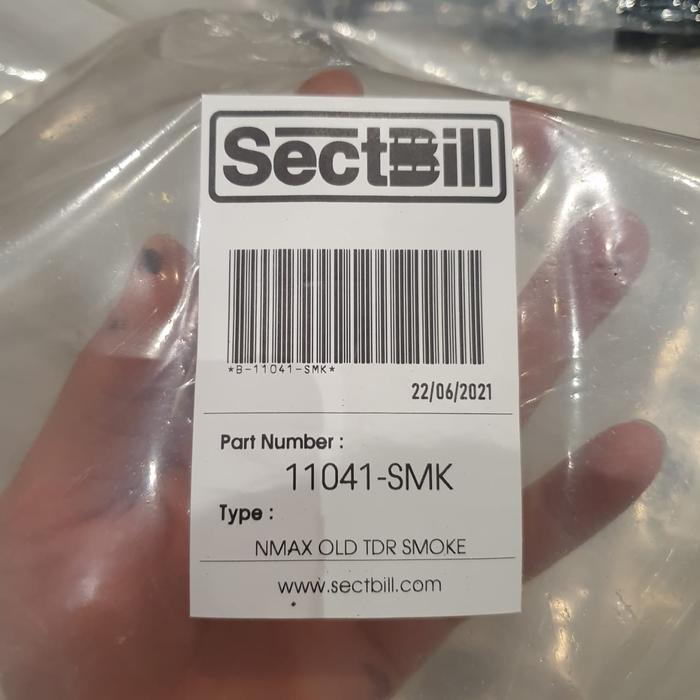 SectBill
*B-11041-SMK*
22/06/2021
Part Number :
11041-SMK
Type :
NMAX OLD TDR SMOKE
www.sectbill.com